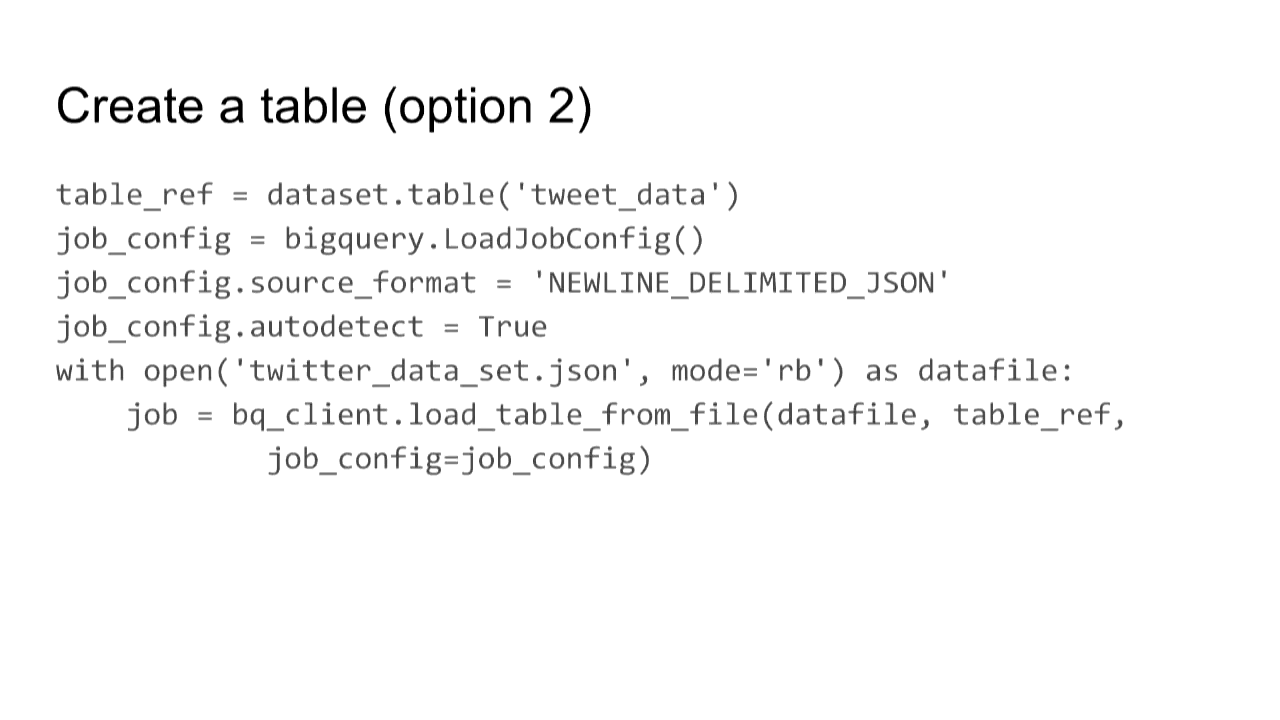 Create a table (option 2)
table_ref = dataset.table('tweet_data')
job_config = bigquery.LoadJobConfig()
job_config.source_format = 'NEWLINE_DELIMITED_JSON'
job_config.autodetect = True
with open('twitter_data_set.json', mode='rb') as datafile:
    job = bq_client.load_table_from_file(datafile, table_ref,
            job_config=job_config)